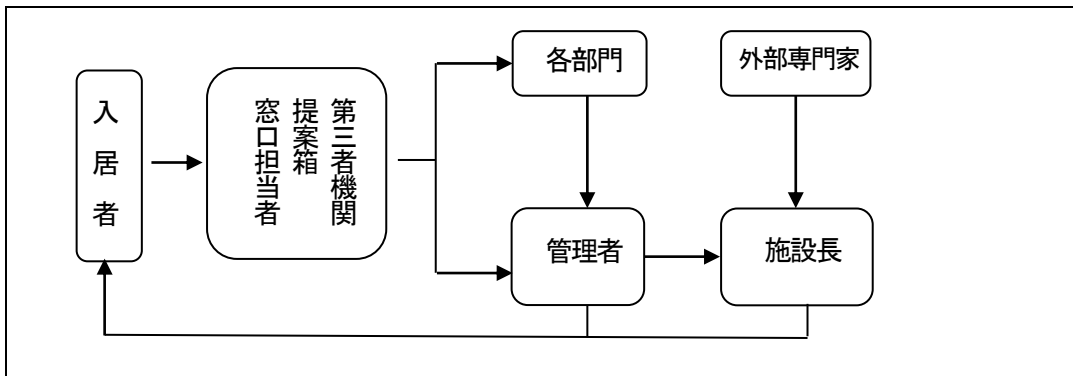 入居者
第三者機関
提案箱
窓口担当者
各部門
外部専門家
管理者
施設長